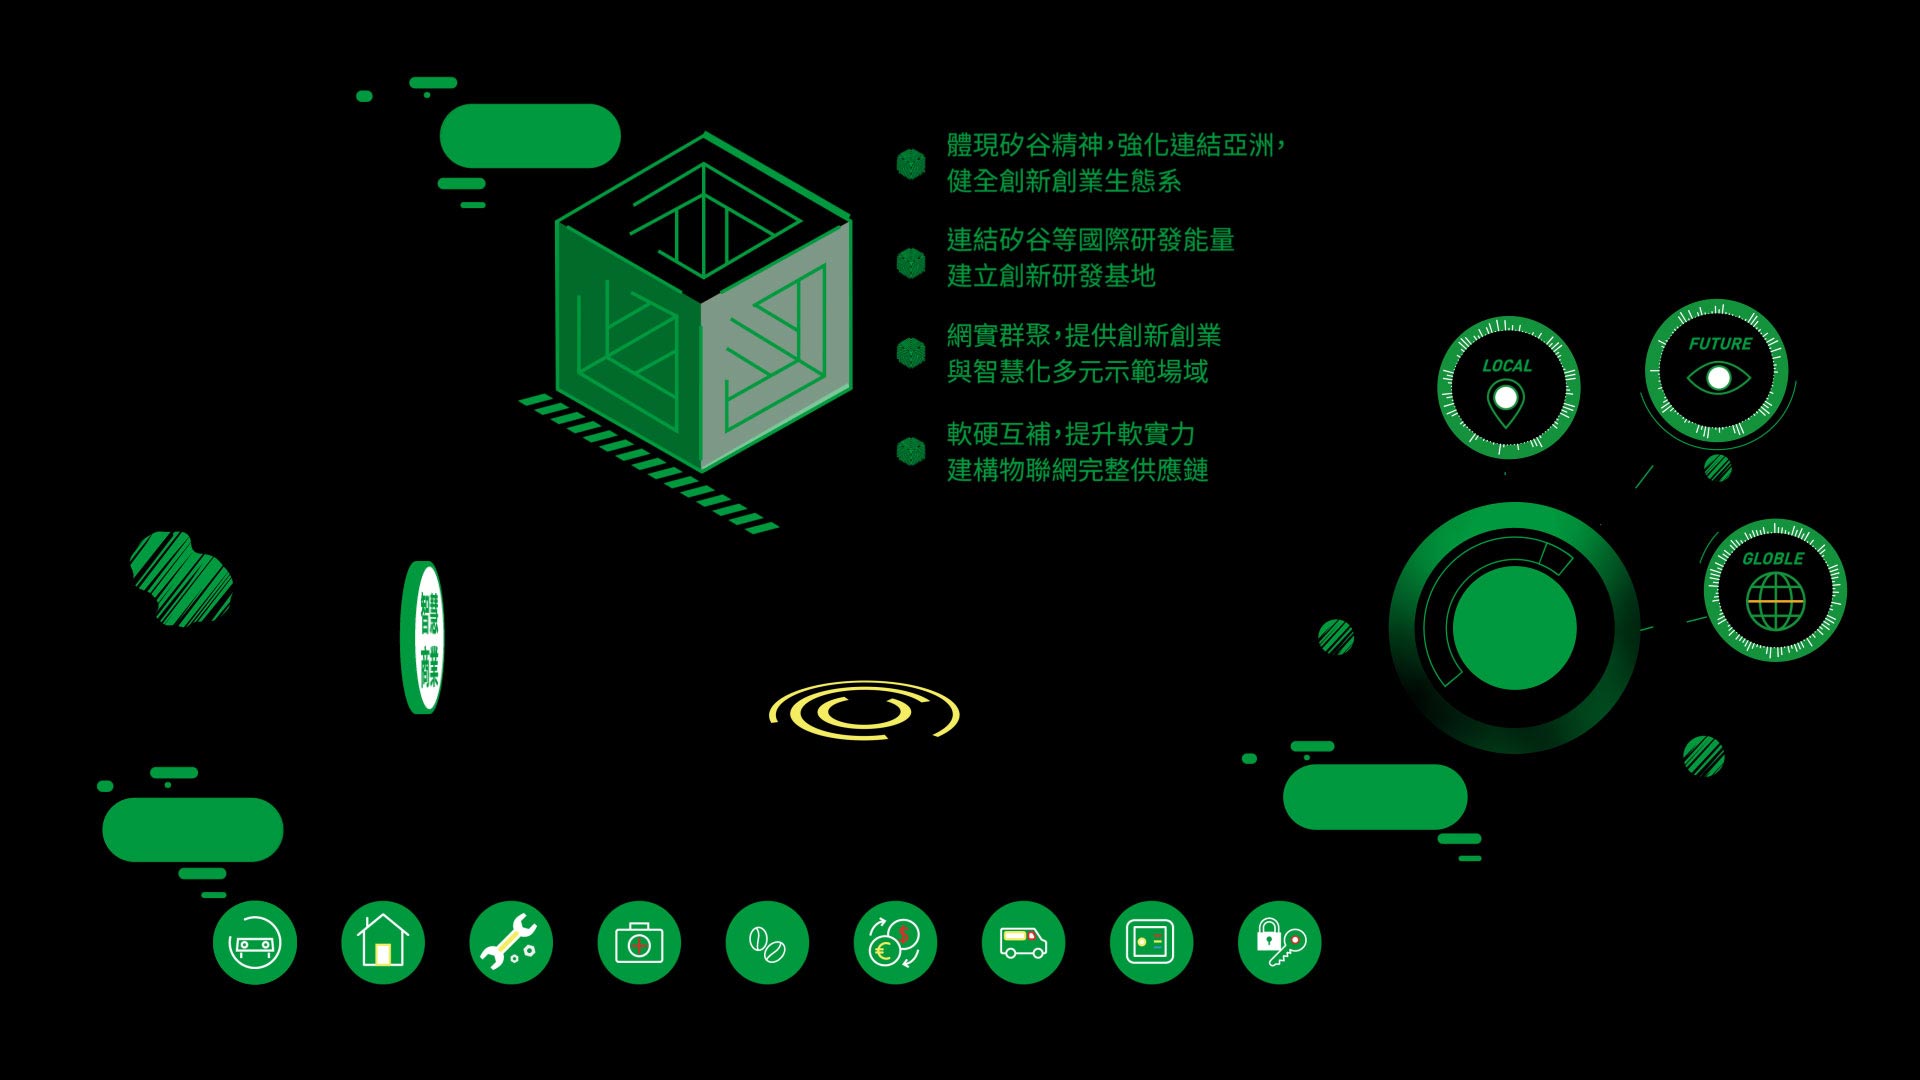 體現矽谷精神，強化連結亞洲，
健全創新創業生態系
連結矽谷等國際研發能量
建立創新研發基地
網實群聚，提供創新創業
與智慧化多元示範場域
軟硬互補，提升軟實力
建構物聯網完整供應鏈
LOCAL
FUTURE
GLOBLE
$
€